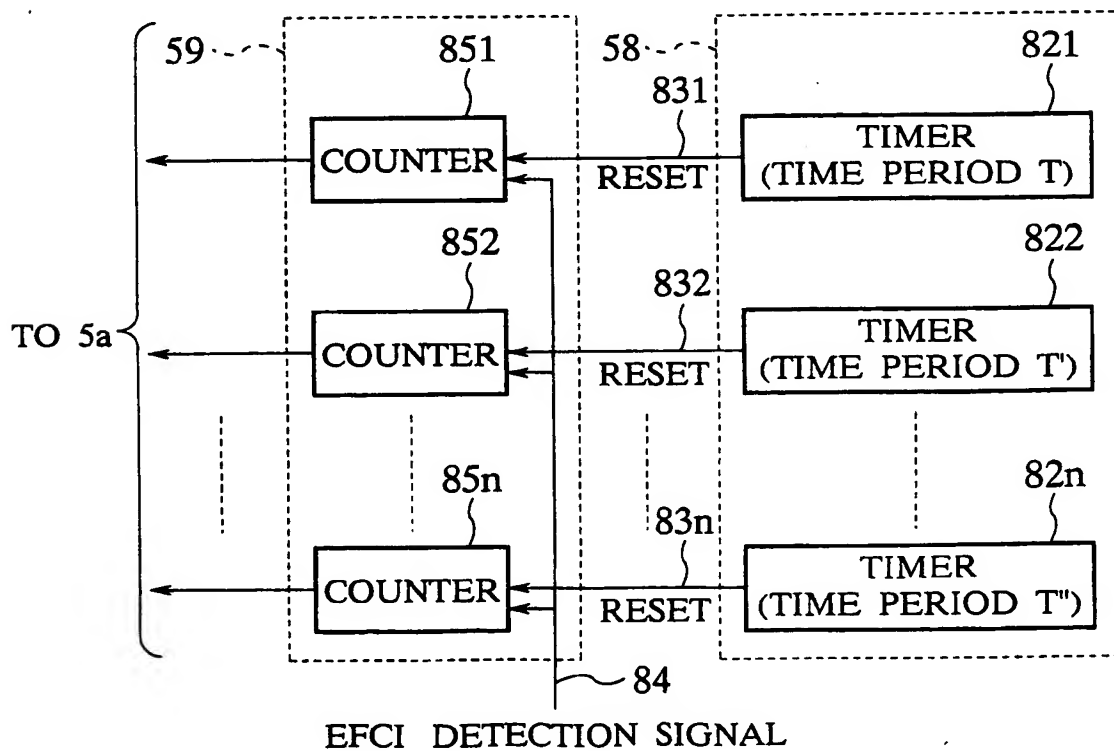 59
851
58
821
831
COUNTER
RESET
TIMER
(TIME PERIOD T)
852
832
822
TO 5a
COUNTER
RESET
TIMER
(TIME PERIOD T')
85n
83n
82n
COUNTER
RESET
TIMER
(TIME PERIOD T")
84
EFCI DETECTION SIGNAL